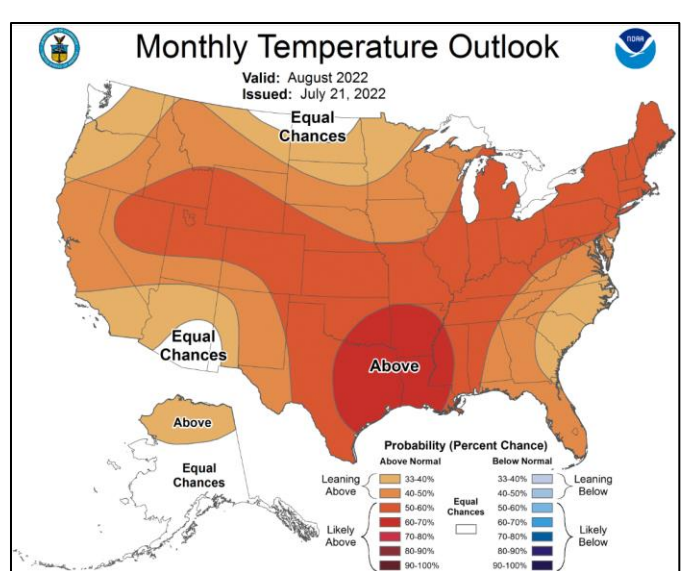 Monthly Temperature Outlook
NOAA
Valid: August 2022
Issued: July 21, 2022
Equal
Chances
Equal
Chances
Above
Above
Equal
Chances
Probability (Percent Chance)
Above Normal
Below Normal
Leaning
Above
33-40%
40-50%
Likely
Above
50-60%
60-70%
70-80%
80-90%
90-100%
Equal
Chances
33-40%
40-50%
Leaning
Below
50-60%
60-70%
70-80%
80-90%
90-100%
Likely
Below